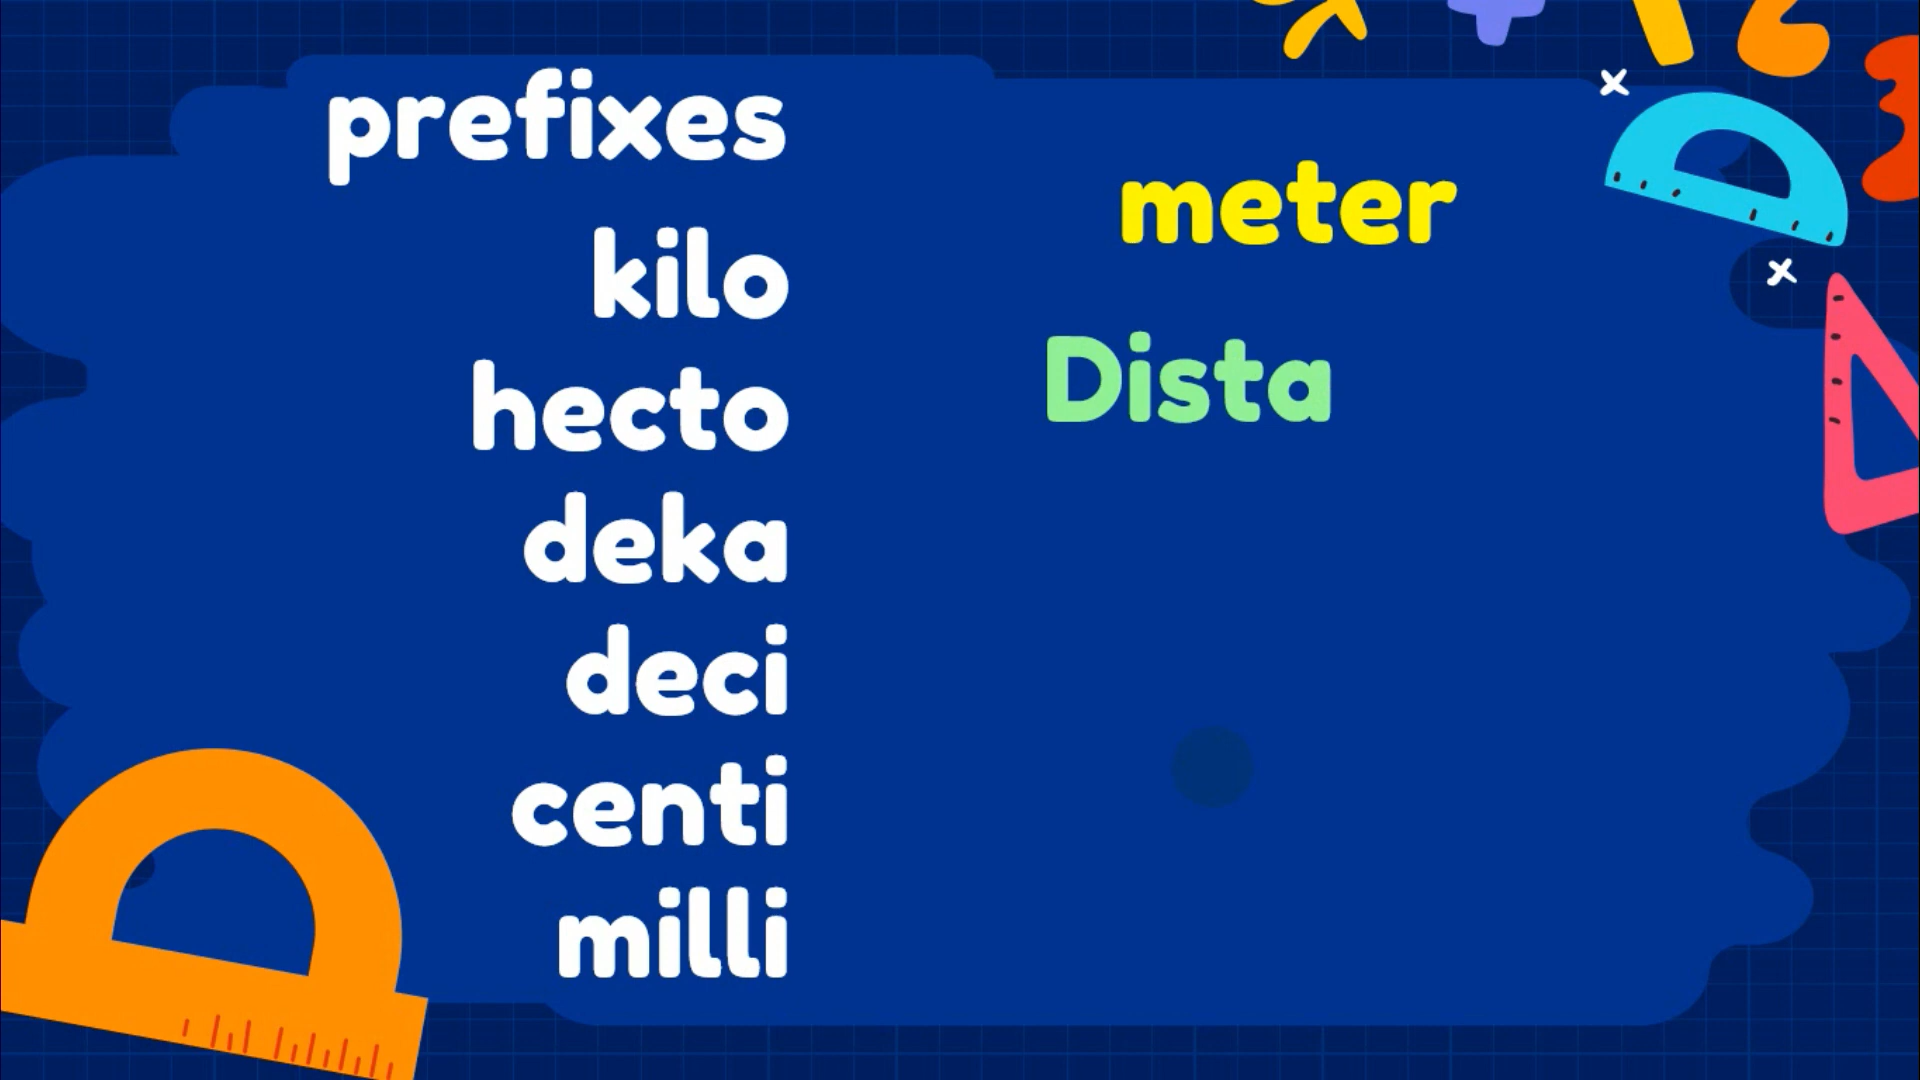 prefixes
kilo
hecto
deka
deci
centi
milli
meter
Dista